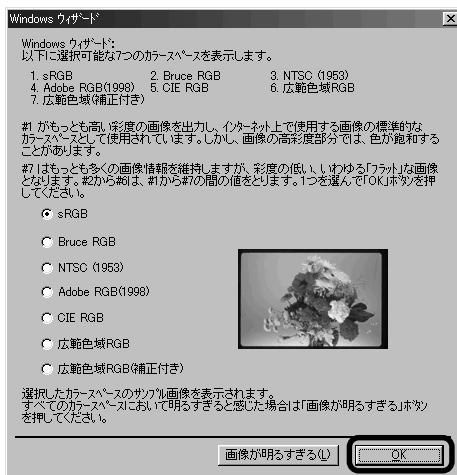 Windows ウィザード
Windows ウィザード:
以下に選択可能な7つのカラースペースを表示します。
1. sRGB 2. Bruce RGB 3. NTSC (1953)
4. Adobe RGB(1998) 5. CIE RGB 6. 広範色域RGB
7. 広範色域(補正付き)
#1 がもっとも高い彩度の画像を出力し、インターネット上で使用する画像の標準的な
カラースペースとして使用されています。しかし、画像の高彩度部分では、色が飽和する
ことがあります。
#7 はもっとも多くの画像情報を維持しますが、彩度の低い、いわゆる「フラット」な画像
となります。#2から#6は、#1から#7の間の値をとります。1つを選んで「OK」ボタンを押
してください。
sRGB
Bruce RGB
NTSC (1953)
Adobe RGB(1998)
CIE RGB
広範色域RGB
広範色域RGB(補正付き)
選択したカラースペースのサンプル画像を表示されます。
すべてのカラースペースにおいて明るすぎると感じた場合は「画像が明るすぎる」ボタン
を押してください。
画像が明るすぎる(L) OK